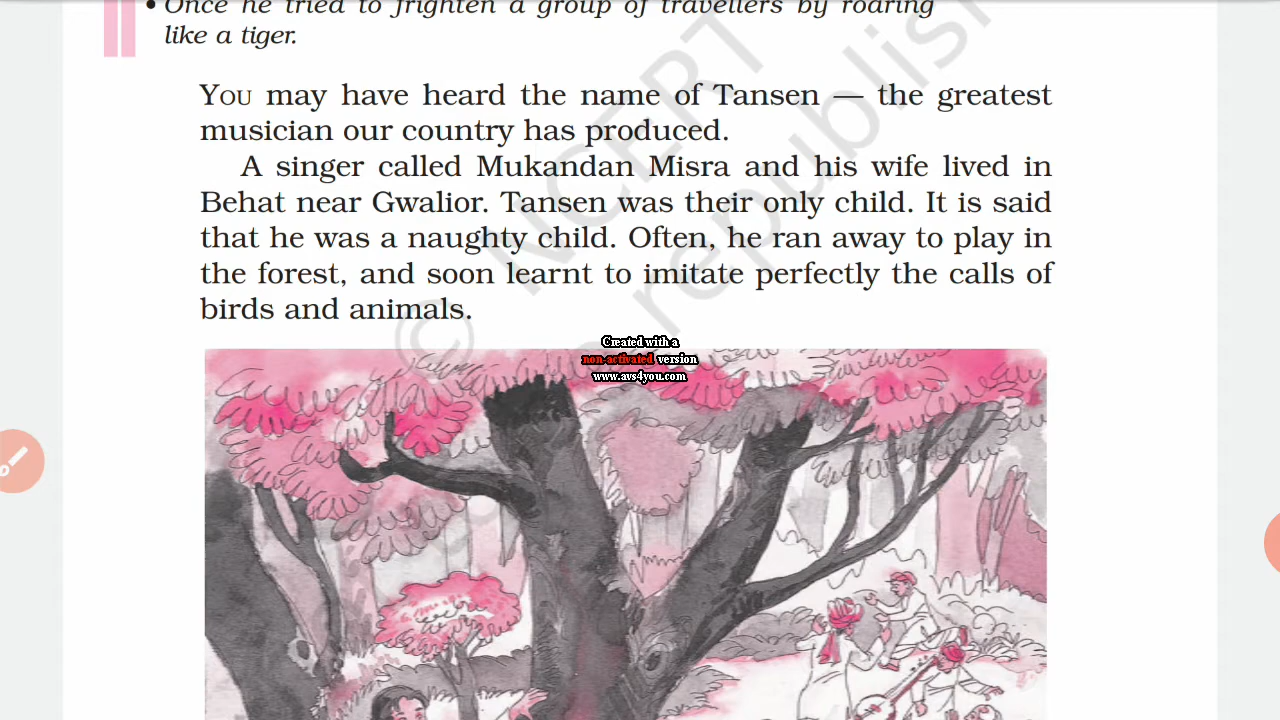 • Once he tried to frighten a group of travellers by roaring
like a tiger.
YOU may have heard the name of Tansen — the greatest
musician our country has produced.
A singer called Mukandan Misra and his wife lived in
Behat near Gwalior. Tansen was their only child. It is said
that he was a naughty child. Often, he ran away to play in
the forest, and soon learnt to imitate perfectly the calls of
birds and animals.
© NCERT
republish
Created with a
non-activated version
www.avs4you.com